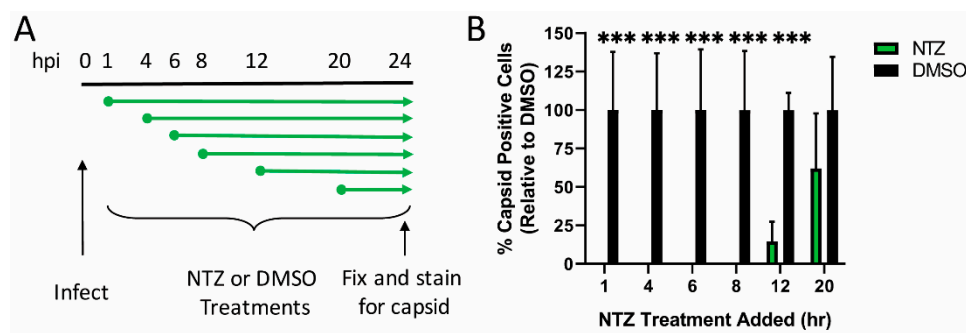 A
hpi 0 1 4 6 8 12 20 24
Infect
NTZ or DMSO
Treatments
Fix and stain
for capsid
B
% Capsid Positive Cells
(Relative to DMSO)
150
125
100
75
50
25
0
*** *** *** *** ***
1 4 6 8 12 20
NTZ Treatment Added (hr)
NTZ
DMSO